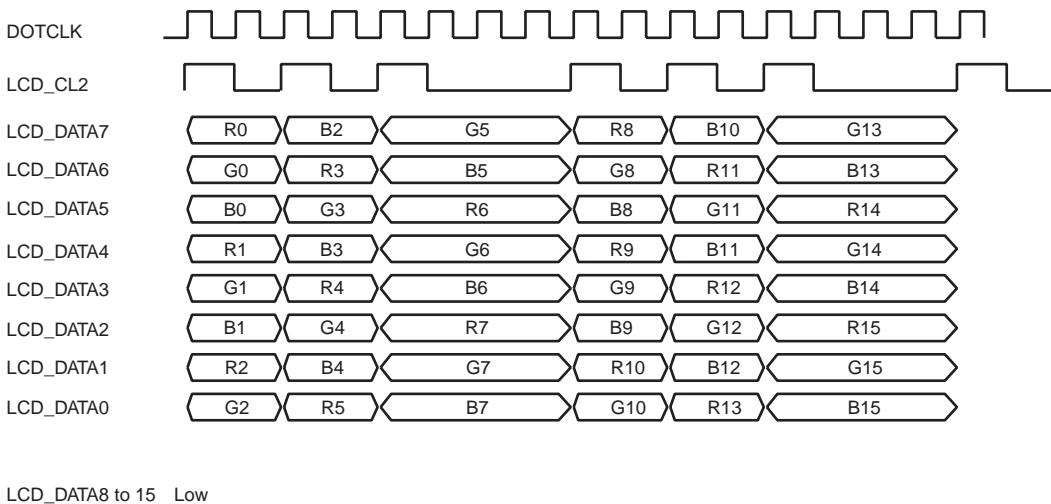 DOTCLK
LCD_CL2
LCD_DATA7 R0 B2 G5 R8 B10 G13
LCD_DATA6 G0 R3 B5 G8 R11 B13
LCD_DATA5 B0 G3 R6 B8 G11 R14
LCD_DATA4 R1 B3 G6 R9 B11 G14
LCD_DATA3 G1 R4 B6 G9 R12 B14
LCD_DATA2 B1 G4 R7 B9 G12 R15
LCD_DATA1 R2 B4 G7 R10 B12 G15
LCD_DATA0 G2 R5 B7 G10 R13 B15
LCD_DATA8 to 15 Low